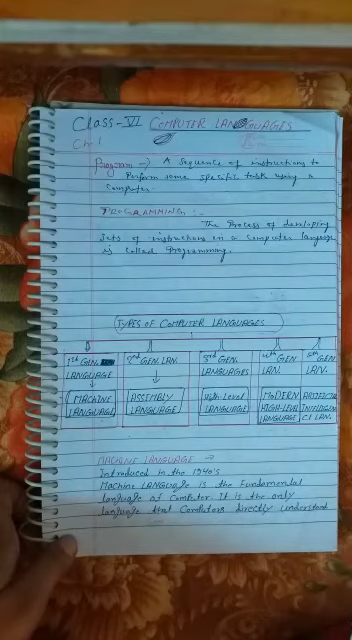 Class-VI COMPUTER LANGUAGES
Ch-1
Program → A sequence of instructions to
Perform some specific task using a
Computer.
PROGRAMMING :-
The Process of developing
sets of instructions in a computer language
is called Programming.
TYPES OF COMPUTER LANGUAGES
1st GEN. LANGUAGE ↓ MACHINE LANGUAGE
2nd GEN. LAN. ↓ ASSEMBLY LANGUAGE
3rd GEN. LANGUAGES High-Level LANGUAGE
4th GEN LAN. MODERN HIGH-LEVEL LANGUAGE
5th GEN. LAN.
MACHINE LANGUAGE →
Introduced in the 1940's
Machine LANGUAGE is the Fundamental
language of Computer. It is the only
language that Computers directly understand